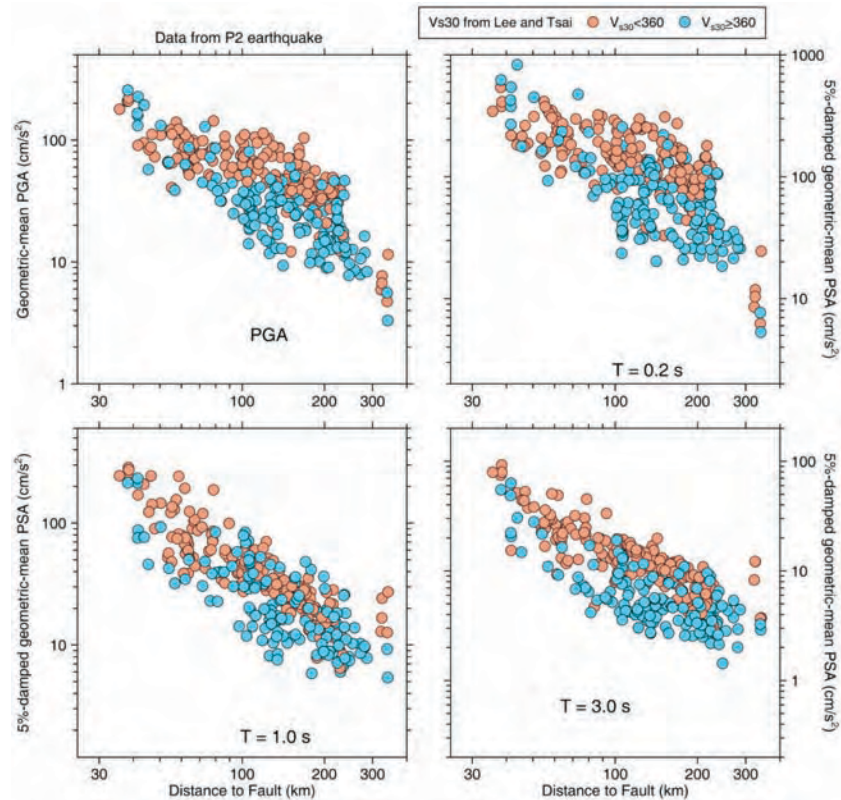 Data from P2 earthquake
Vs30 from Lee and Tsai
V_{s30}<360
V_{s30}≥360
Geometric-mean PGA (cm/s²)
100
10
1
30
100
200
300
PGA
5%-damped geometric-mean PSA (cm/s²)
1000
100
10
30
100
200
300
T = 0.2 s
5%-damped geometric-mean PSA (cm/s²)
100
10
30
100
200
300
Distance to Fault (km)
T = 1.0 s
5%-damped geometric-mean PSA (cm/s²)
100
10
1
30
100
200
300
Distance to Fault (km)
T = 3.0 s